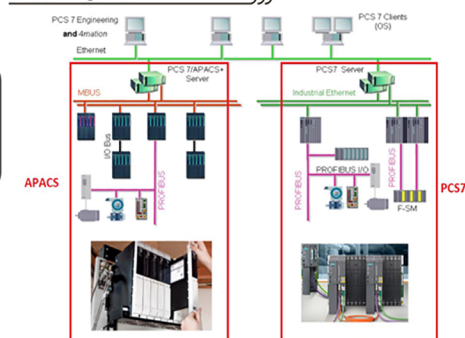 PCS 7 Engineering
and 4mation
PCS 7 Clients
(OS)
Ethernet
PCS 7/APACS+
Server
PCS7 Server
MBUS
Industrial Ethernet
I/O Bus
PROFIBUS
APACS
PROFIBUS
PROFIBUS I/O
PROFIBUS
F-SM
PCS7